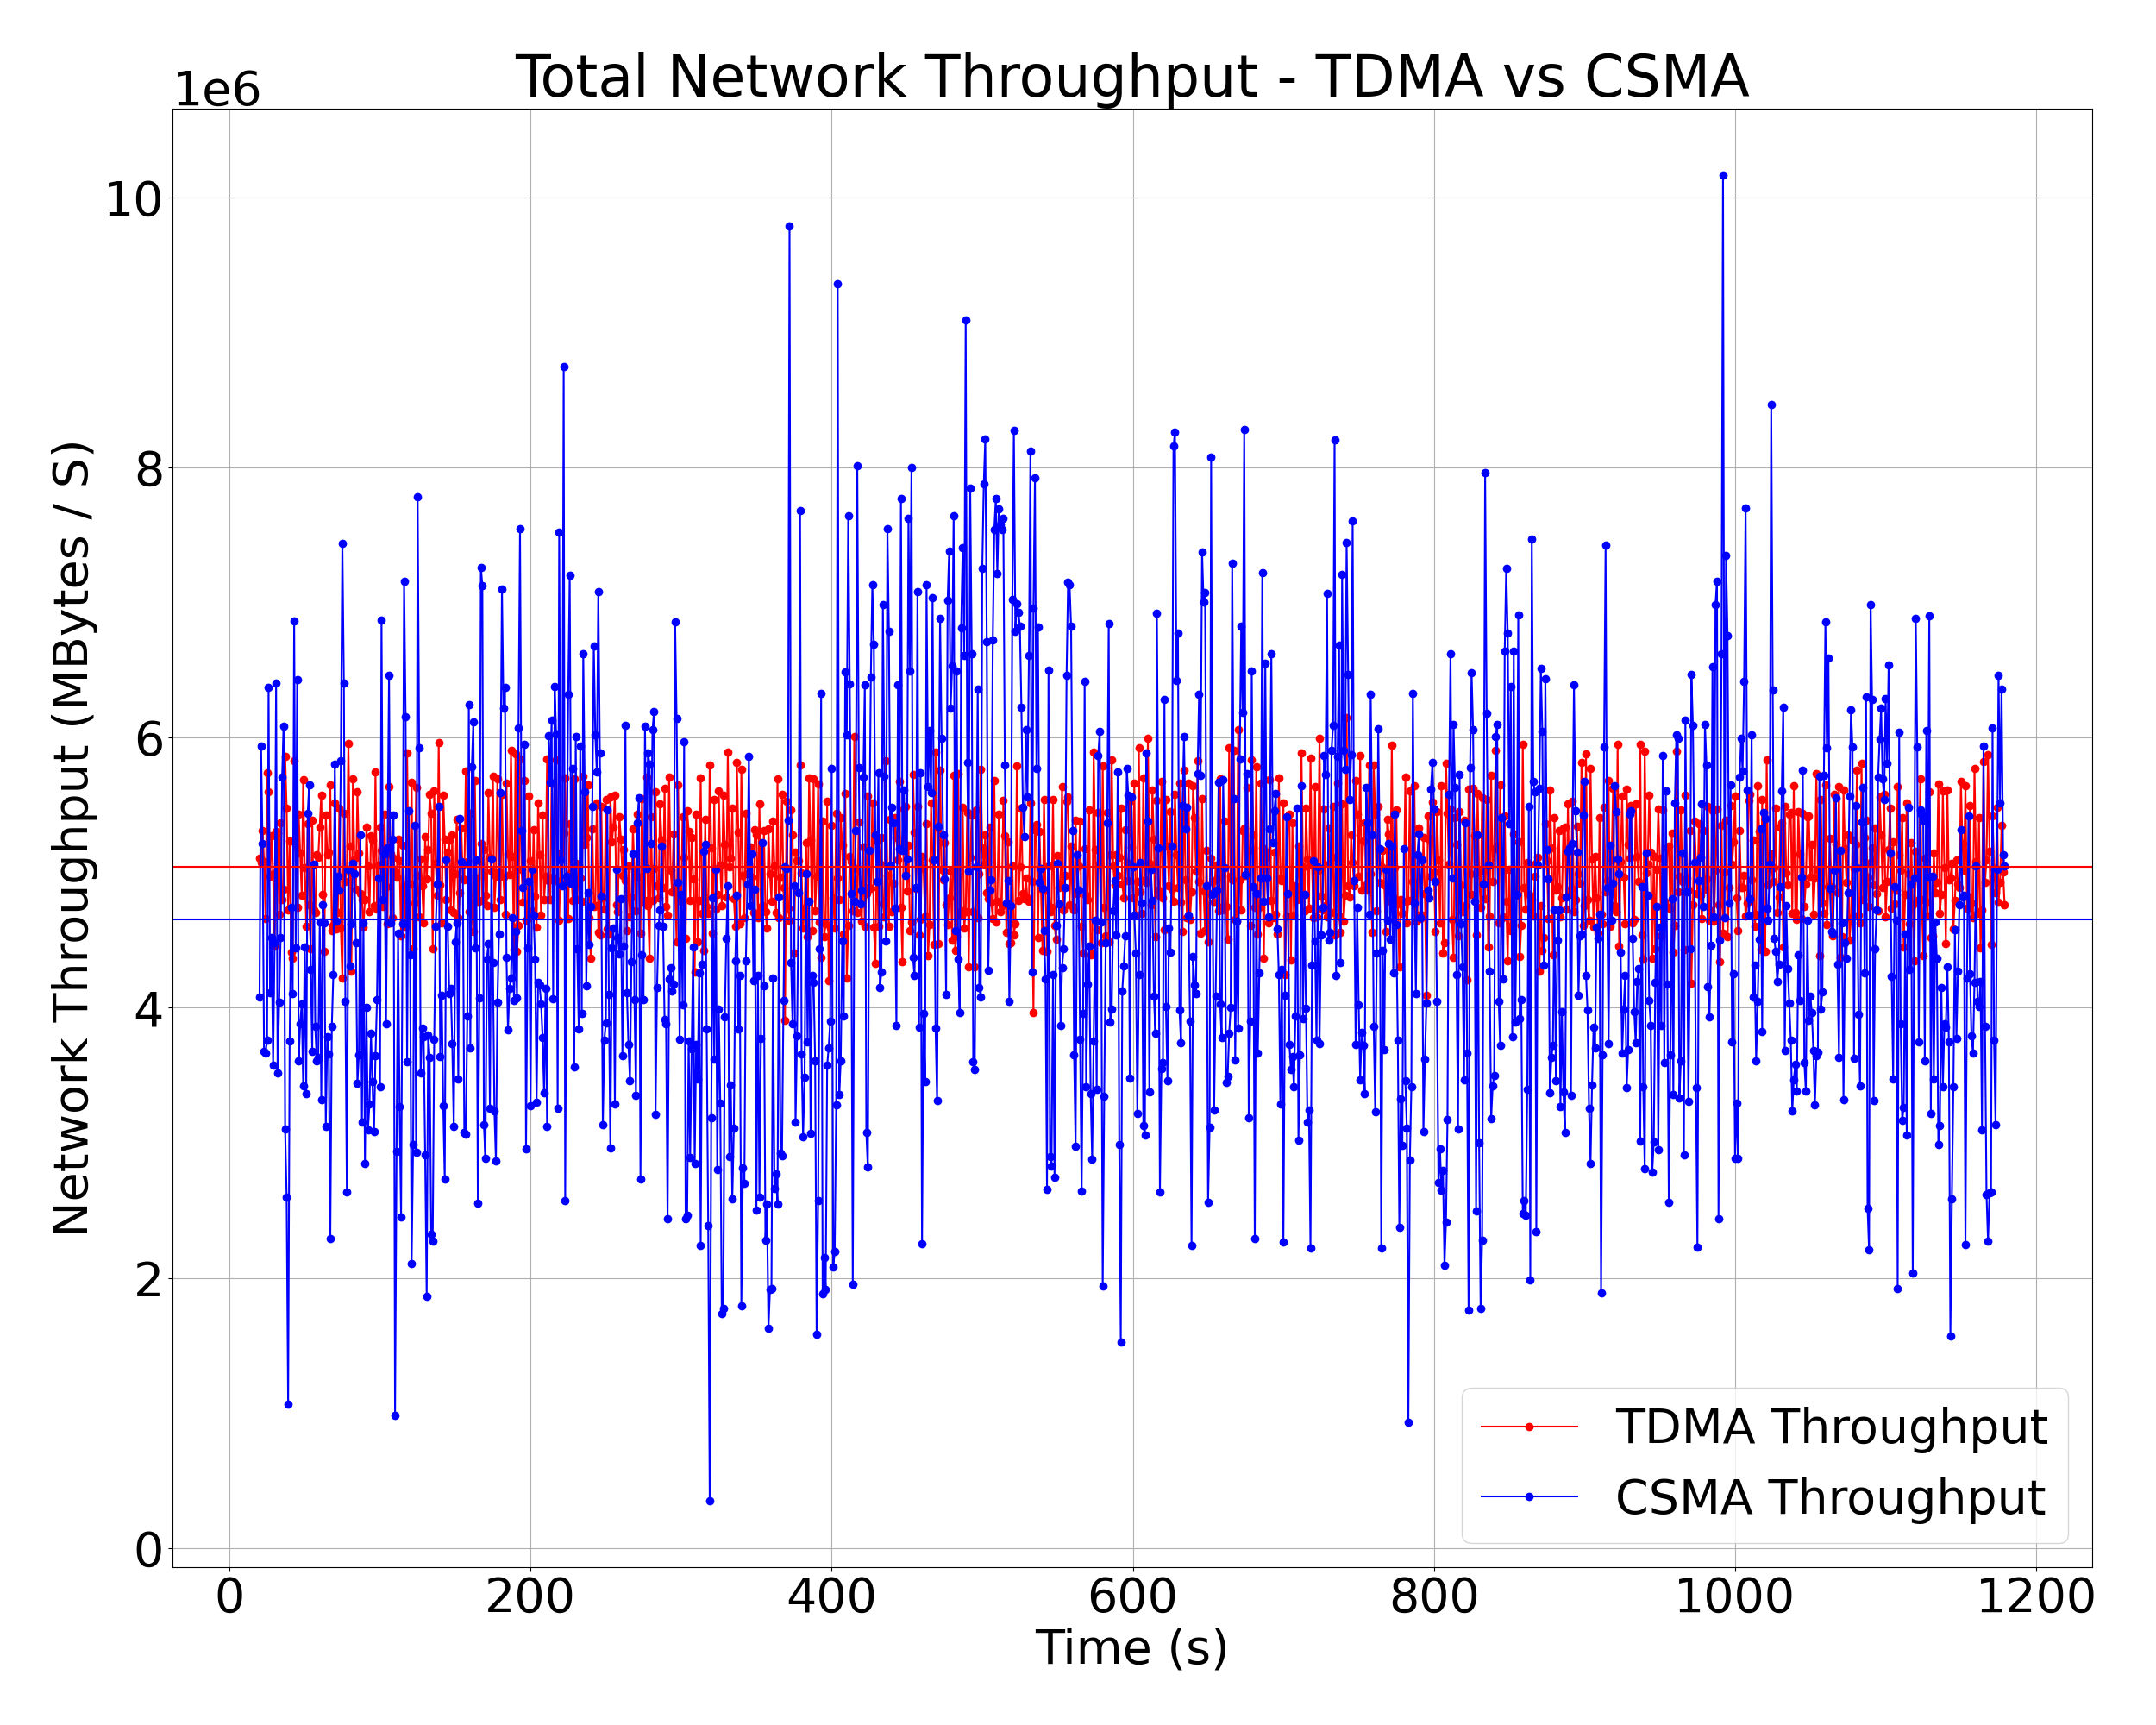 Total Network Throughput - TDMA vs CSMA
1e6
Network Throughput (MBytes / S)
10
8
6
4
2
0
0 200 400 600 800 1000 1200
Time (s)
TDMA Throughput
CSMA Throughput